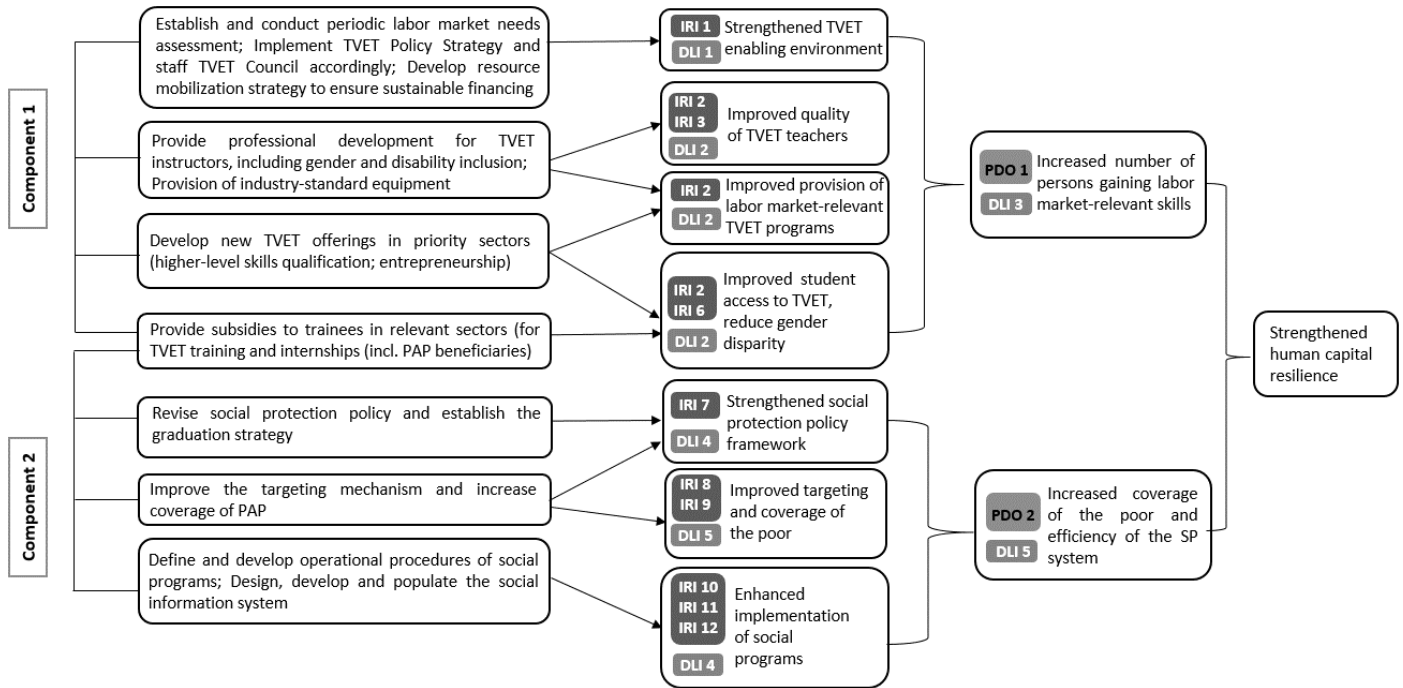 Component 1
Establish and conduct periodic labor market needs
assessment; Implement TVET Policy Strategy and
staff TVET Council accordingly; Develop resource
mobilization strategy to ensure sustainable financing
Provide professional development for TVET
instructors, including gender and disability inclusion;
Provision of industry-standard equipment
Develop new TVET offerings in priority sectors
(higher-level skills qualification; entrepreneurship)
Provide subsidies to trainees in relevant sectors (for
TVET training and internships (incl. PAP beneficiaries)
Component 2
Revise social protection policy and establish the
graduation strategy
Improve the targeting mechanism and increase
coverage of PAP
Define and develop operational procedures of social
programs; Design, develop and populate the social
information system
IRI 1
DLI 1
Strengthened TVET
enabling environment
IRI 2
IRI 3
DLI 2
Improved quality
of TVET teachers
IRI 2
DLI 2
Improved provision of
labor market-relevant
TVET programs
IRI 2
IRI 6
DLI 2
Improved student
access to TVET,
reduce gender
disparity
IRI 7
DLI 4
Strengthened social
protection policy
framework
IRI 8
IRI 9
DLI 5
Improved targeting
and coverage of
the poor
IRI 10
IRI 11
IRI 12
DLI 4
Enhanced
implementation
of social
programs
PDO 1
DLI 3
Increased number of
persons gaining labor
market-relevant skills
PDO 2
DLI 5
Increased coverage
of the poor and
efficiency of the SP
system
Strengthened
human capital
resilience